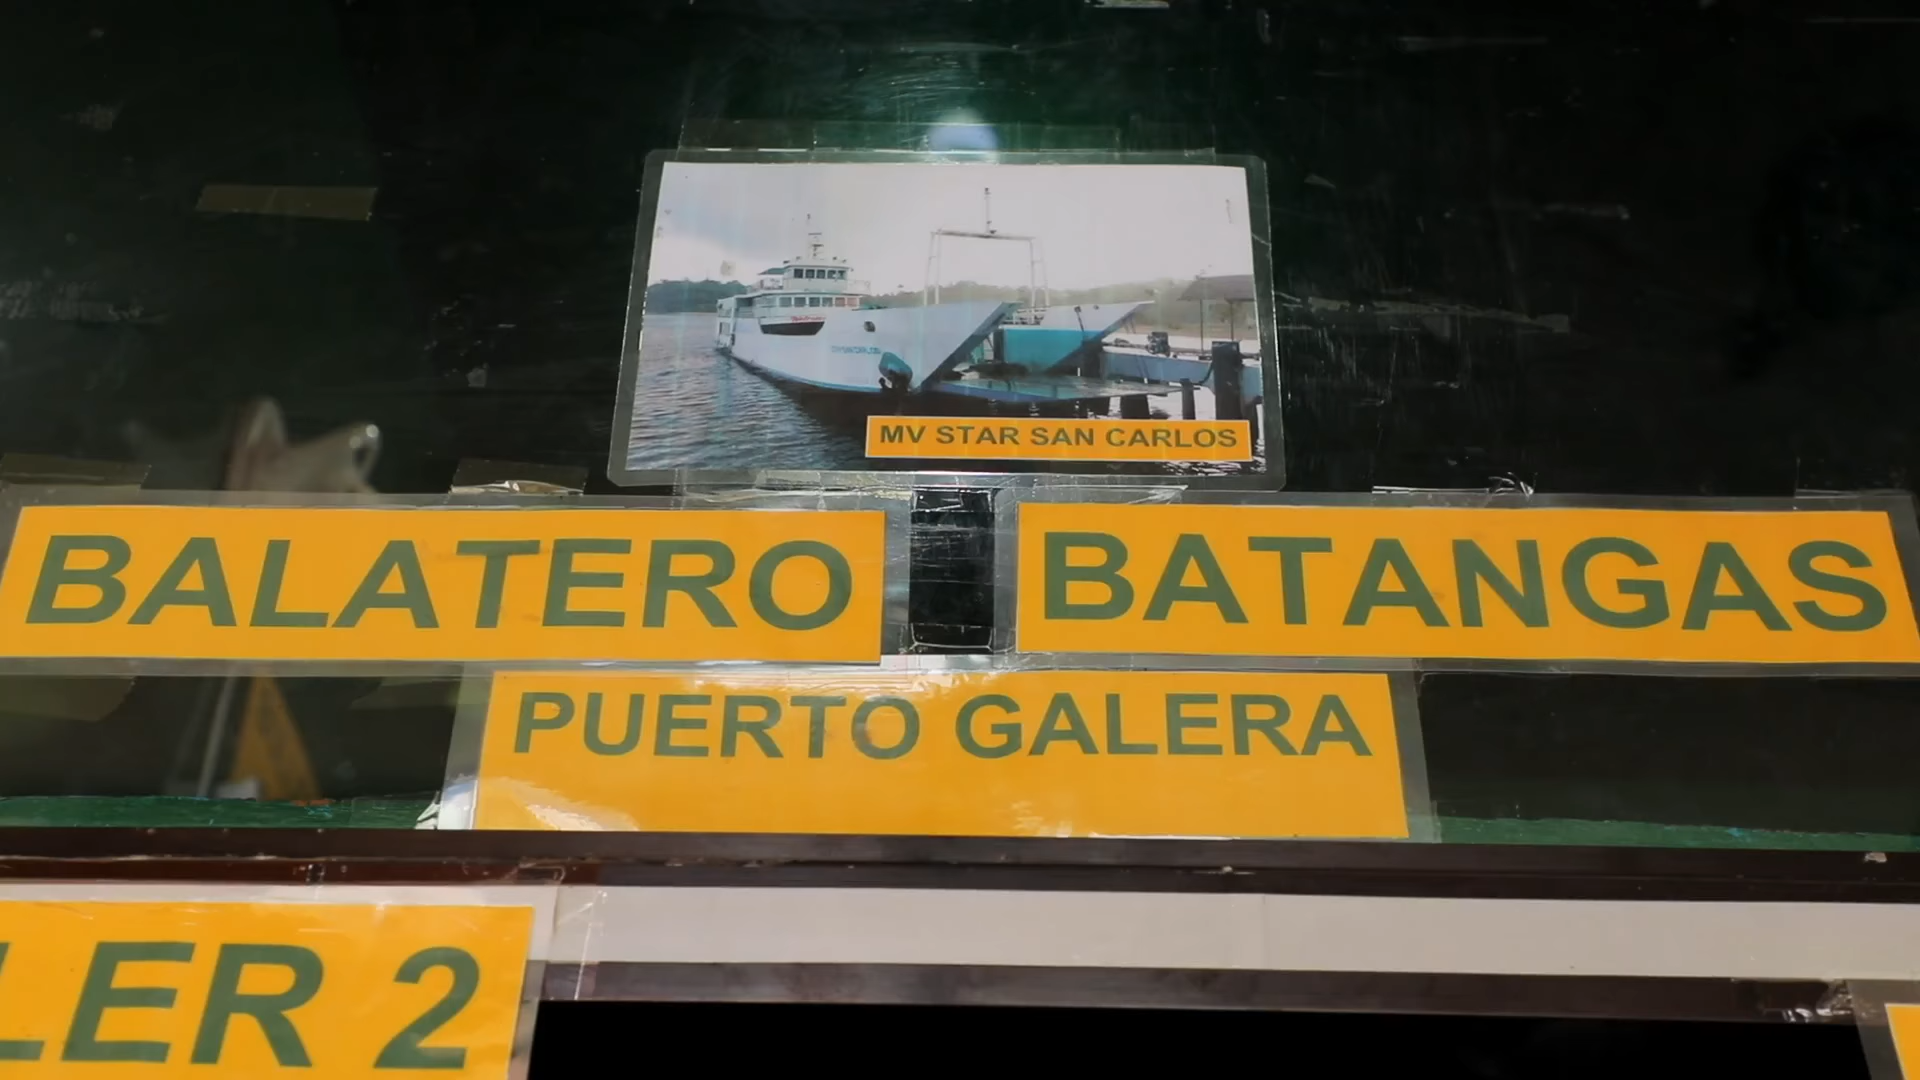 MV STAR SAN CARLOS
BALATERO
BATANGAS
PUERTO GALERA
LER 2